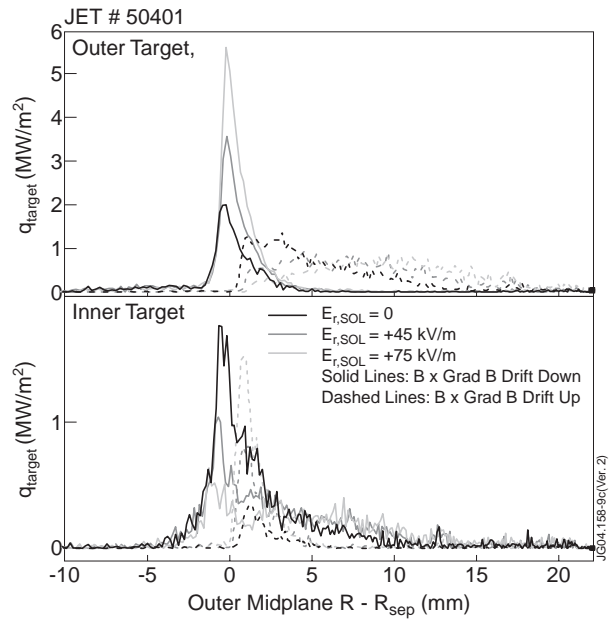 JET # 50401
Outer Target,
6
5
4
3
2
1
0
q_target (MW/m²)
Inner Target
E_r,SOL = 0
E_r,SOL = +45 kV/m
E_r,SOL = +75 kV/m
Solid Lines: B x Grad B Drift Down
Dashed Lines: B x Grad B Drift Up
1
0
q_target (MW/m²)
-10 -5 0 5 10 15 20
Outer Midplane R - R_sep (mm)
JG04.158-9c(Ver. 2)